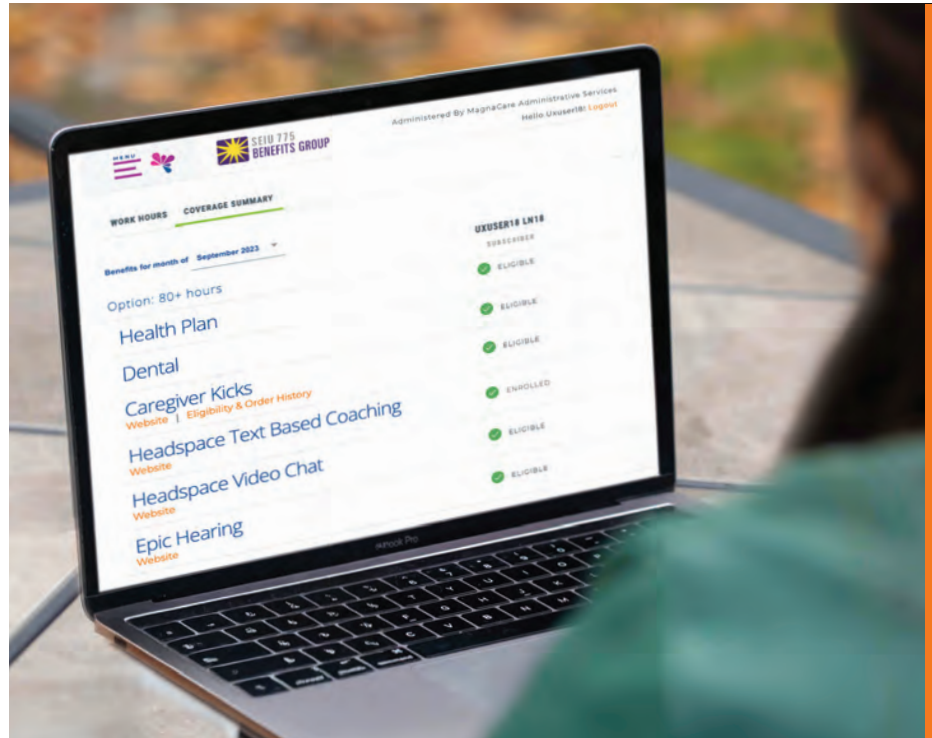 Administered By MagnaCare Administrative Services
Hello Uxuser18! Logout
MENU
SEIU 775
BENEFITS GROUP
WORK HOURS COVERAGE SUMMARY
UXUSER18 LN18
SUBSCRIBER
Benefits for month of September 2023
Option: 80+ hours
Health Plan ELIGIBLE
Dental ELIGIBLE
Caregiver Kicks ELIGIBLE
Website | Eligibility & Order History
Headspace Text Based Coaching ENROLLED
Website
Headspace Video Chat ELIGIBLE
Website
Epic Hearing ELIGIBLE
Website